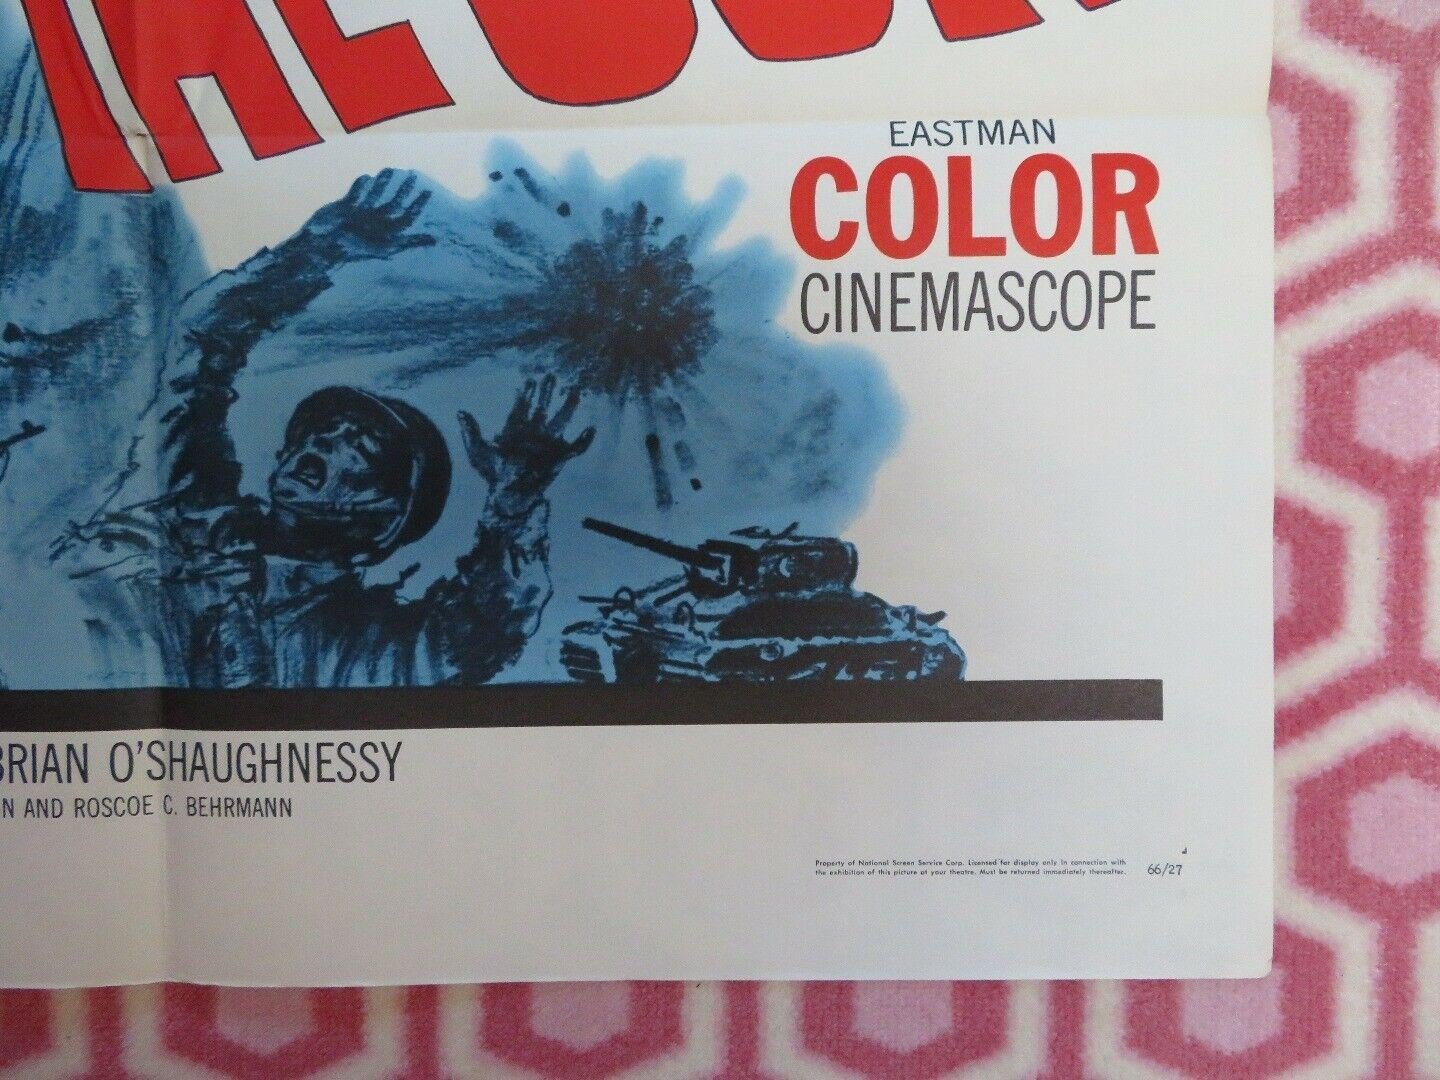 THE
EASTMAN
COLOR
CINEMASCOPE
BRIAN O'SHAUGHNESSY
N AND ROSCOE C. BEHRMANN
Property of National Screen Service Corp. Licensed for display only in connection with
the exhibition of this picture at your theatre. Must be returned immediately thereafter.
66/27